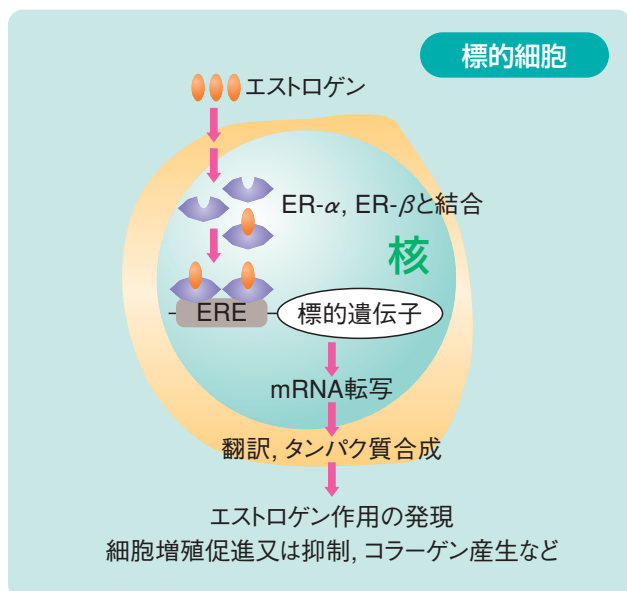 標的細胞
エストロゲン
ER-α, ER-βと結合
核
ERE
標的遺伝子
mRNA転写
翻訳, タンパク質合成
エストロゲン作用の発現
細胞増殖促進又は抑制, コラーゲン産生など